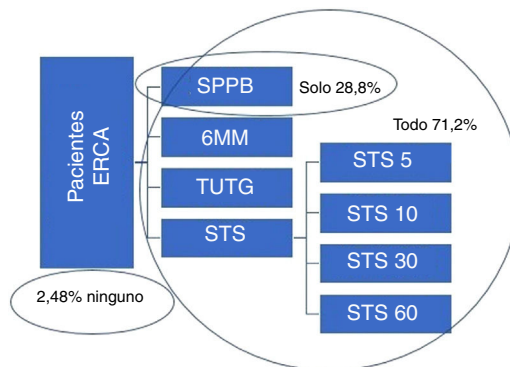 Pacientes
ERCA
SPPB
Solo 28,8%
6MM
Todo 71,2%
TUTG
STS
STS 5
STS 10
STS 30
STS 60
2,48% ninguno